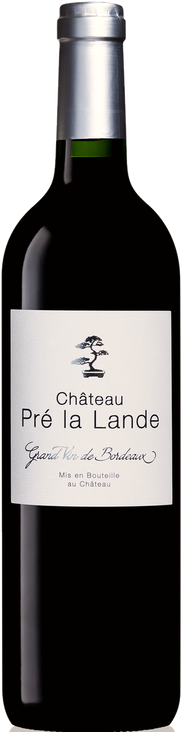 Château
Pré la Lande
Grand Vin de Bordeaux
Mis en Bouteille
au Château